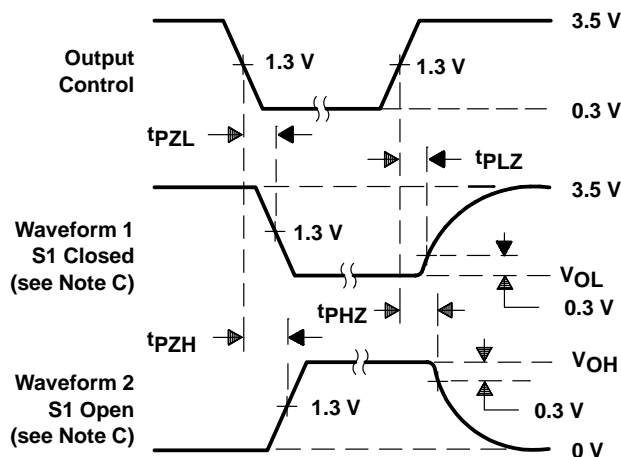 3.5 V
Output
Control
1.3 V
1.3 V
0.3 V
tPZL
tPLZ
3.5 V
Waveform 1
S1 Closed
(see Note C)
1.3 V
VOL
0.3 V
tPHZ
tPZH
VOH
Waveform 2
S1 Open
(see Note C)
1.3 V
0.3 V
0 V